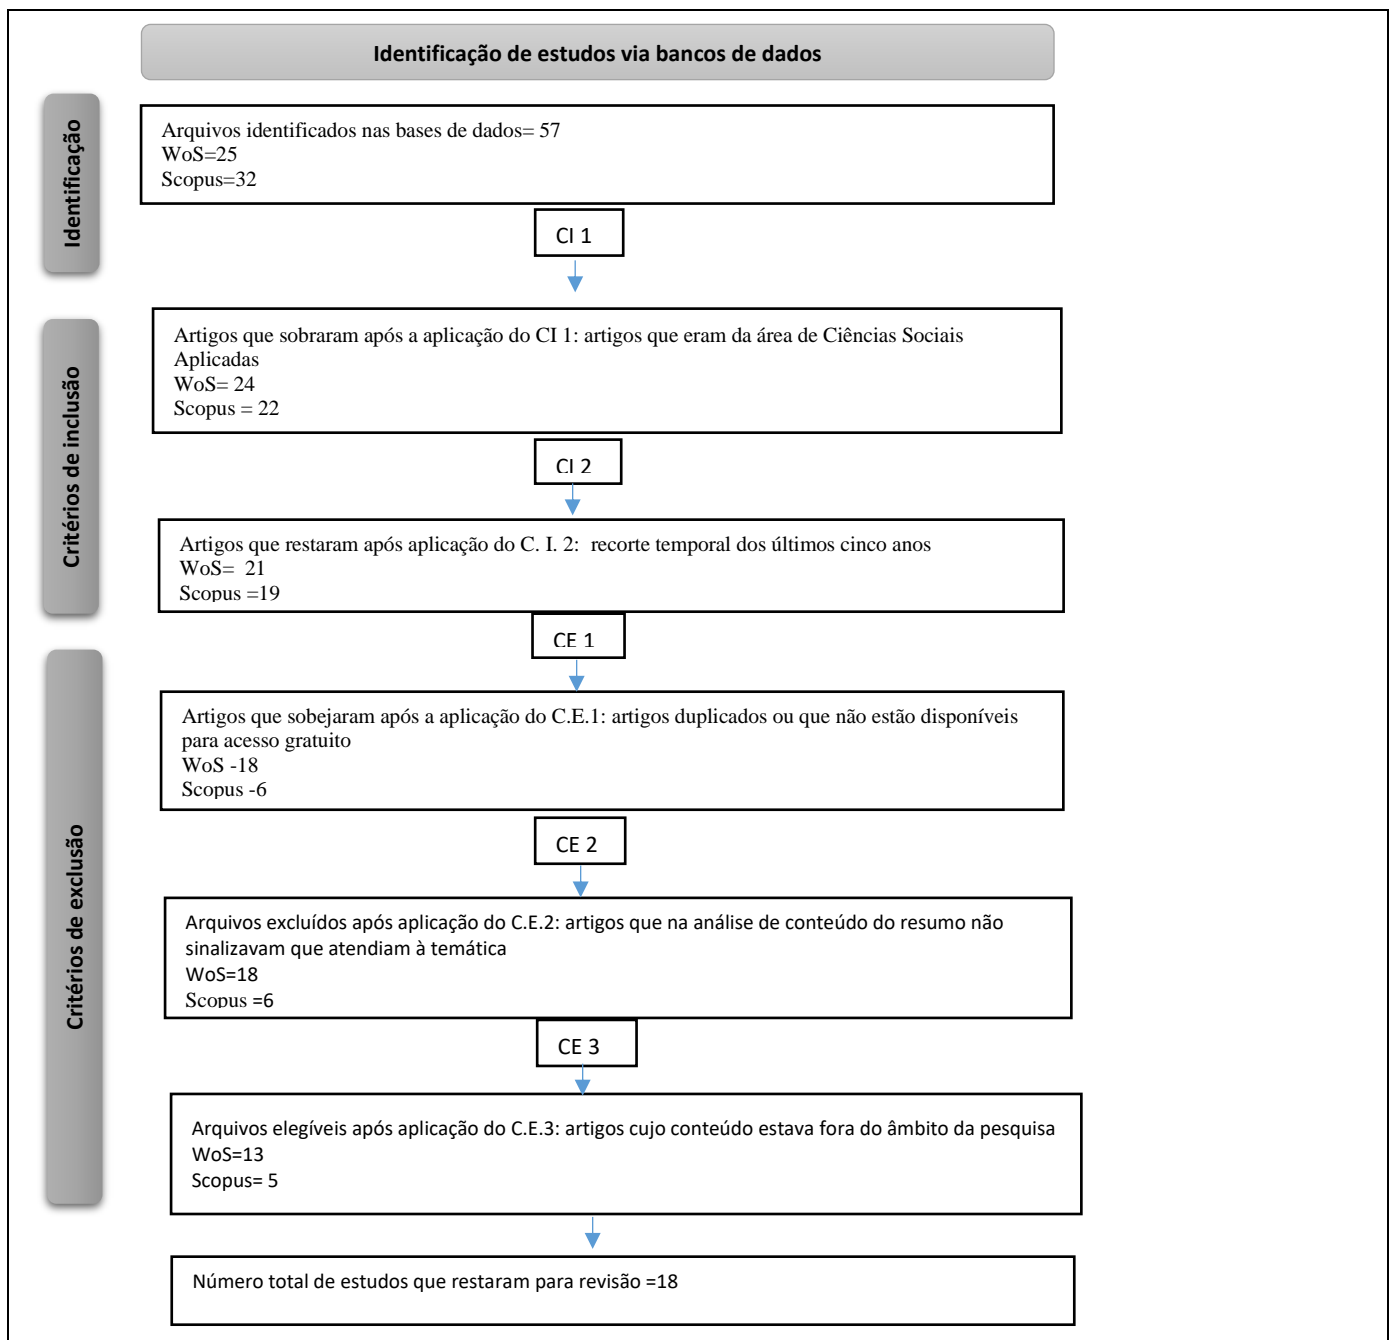 Identificação de estudos via bancos de dados
Identificação
Arquivos identificados nas bases de dados= 57
WoS=25
Scopus=32
CI 1
Critérios de inclusão
Artigos que sobraram após a aplicação do CI 1: artigos que eram da área de Ciências Sociais
Aplicadas
WoS= 24
Scopus = 22
CI 2
Artigos que restaram após aplicação do C. I. 2: recorte temporal dos últimos cinco anos
WoS= 21
Scopus =19
CE 1
Critérios de exclusão
Artigos que sobejaram após a aplicação do C.E.1: artigos duplicados ou que não estão disponíveis
para acesso gratuito
WoS -18
Scopus -6
CE 2
Arquivos excluídos após aplicação do C.E.2: artigos que na análise de conteúdo do resumo não
sinalizavam que atendiam à temática
WoS=18
Scopus =6
CE 3
Arquivos elegíveis após aplicação do C.E.3: artigos cujo conteúdo estava fora do âmbito da pesquisa
WoS=13
Scopus= 5
Número total de estudos que restaram para revisão =18